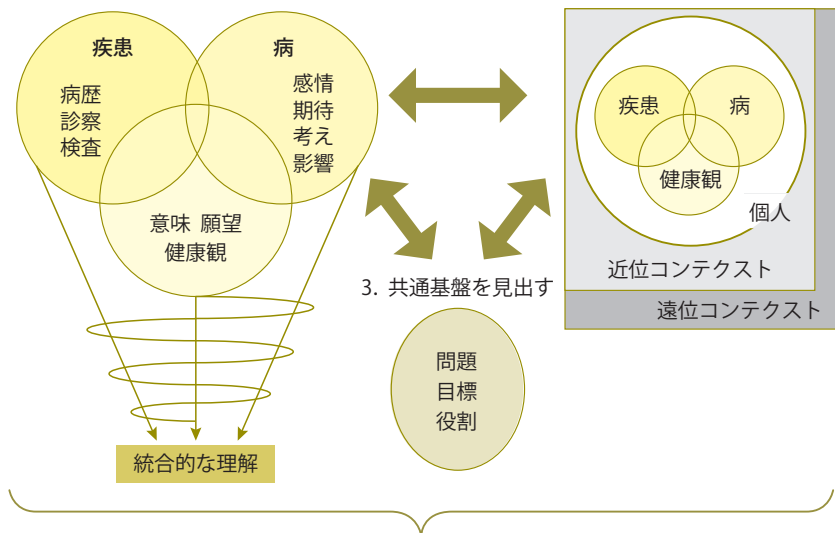 疾患
病歴
診察
検査
病
感情
期待
考え
影響
意味 願望
健康観
統合的な理解
3. 共通基盤を見出す
問題
目標
役割
疾患
病
健康観
個人
近位コンテクスト
遠位コンテクスト